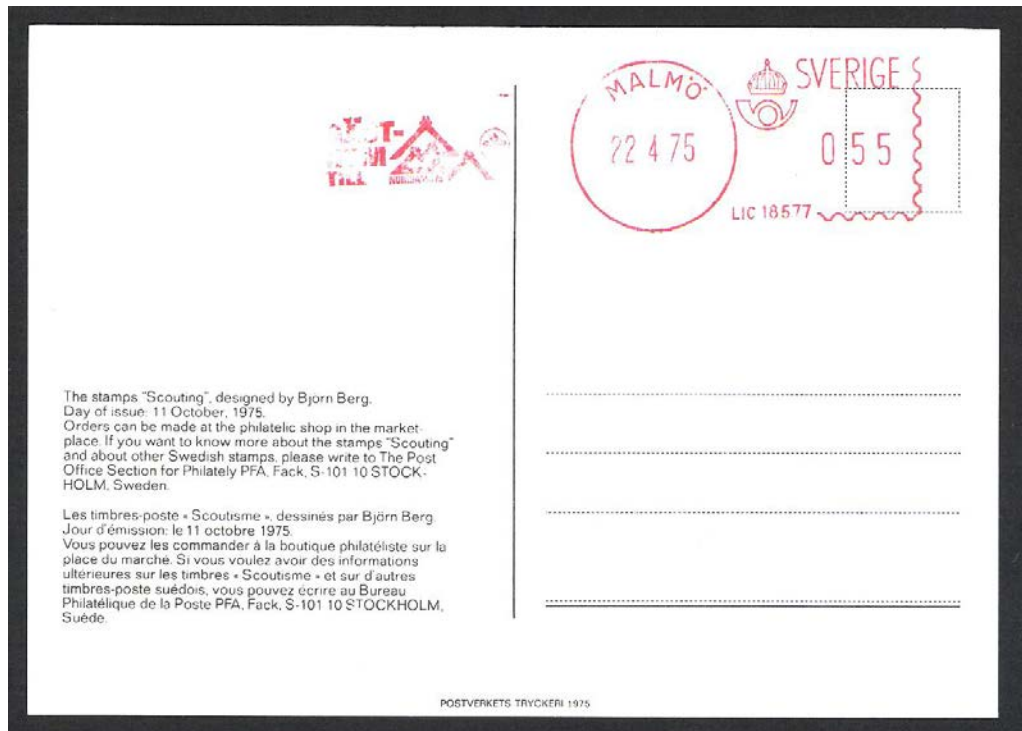 MALMÖ
22 4 75
SVERIGE
055
LIC 18577
TILL
The stamps "Scouting", designed by Björn Berg.
Day of issue: 11 October, 1975.
Orders can be made at the philatelic shop in the market-
place. If you want to know more about the stamps "Scouting"
and about other Swedish stamps, please write to The Post
Office Section for Philately PFA, Fack, S-101 10 STOCK-
HOLM, Sweden.
Les timbres-poste « Scoutisme », dessinés par Björn Berg.
Jour d'émission: le 11 octobre 1975.
Vous pouvez les commander à la boutique philatéliste sur la
place du marché. Si vous voulez avoir des informations
ultérieures sur les timbres « Scoutisme » et sur d'autres
timbres-poste suédois, vous pouvez écrire au Bureau
Philatélique de la Poste PFA, Fack, S-101 10 STOCKHOLM,
Suède.
POSTVERKETS TRYCKERI 1975